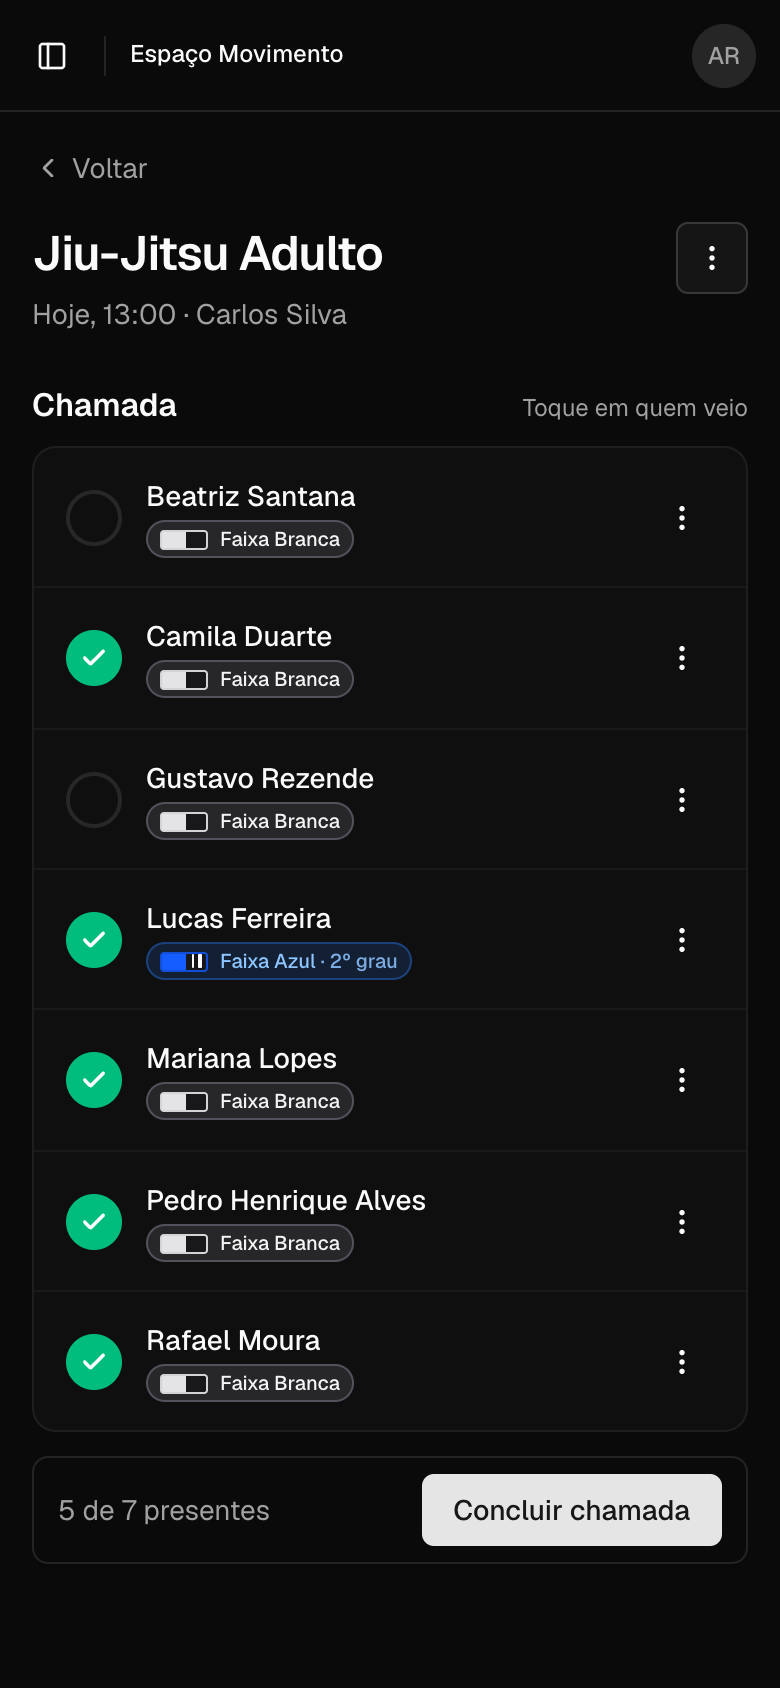 Espaço Movimento
AR
Voltar
Jiu-Jitsu Adulto
Hoje, 13:00 · Carlos Silva
Chamada
Toque em quem veio
Beatriz Santana
Faixa Branca
Camila Duarte
Faixa Branca
Gustavo Rezende
Faixa Branca
Lucas Ferreira
Faixa Azul · 2º grau
Mariana Lopes
Faixa Branca
Pedro Henrique Alves
Faixa Branca
Rafael Moura
Faixa Branca
5 de 7 presentes
Concluir chamada